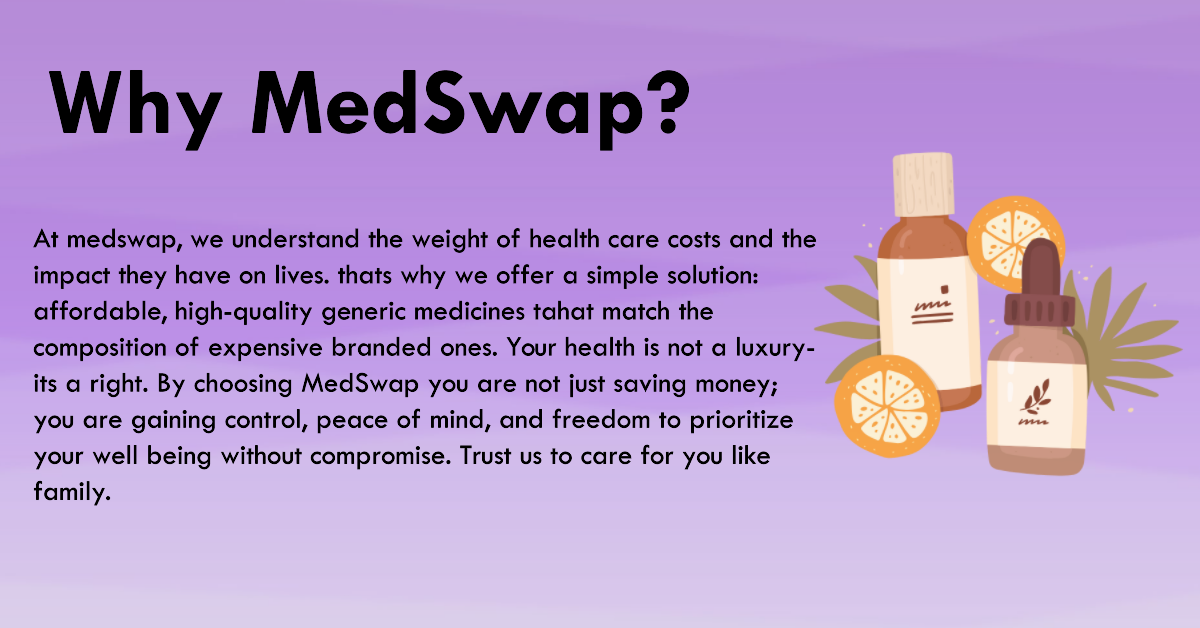 Why MedSwap?
At medswap, we understand the weight of health care costs and the
impact they have on lives. thats why we offer a simple solution:
affordable, high-quality generic medicines tahat match the
composition of expensive branded ones. Your health is not a luxury-
its a right. By choosing MedSwap you are not just saving money;
you are gaining control, peace of mind, and freedom to prioritize
your well being without compromise. Trust us to care for you like
family.